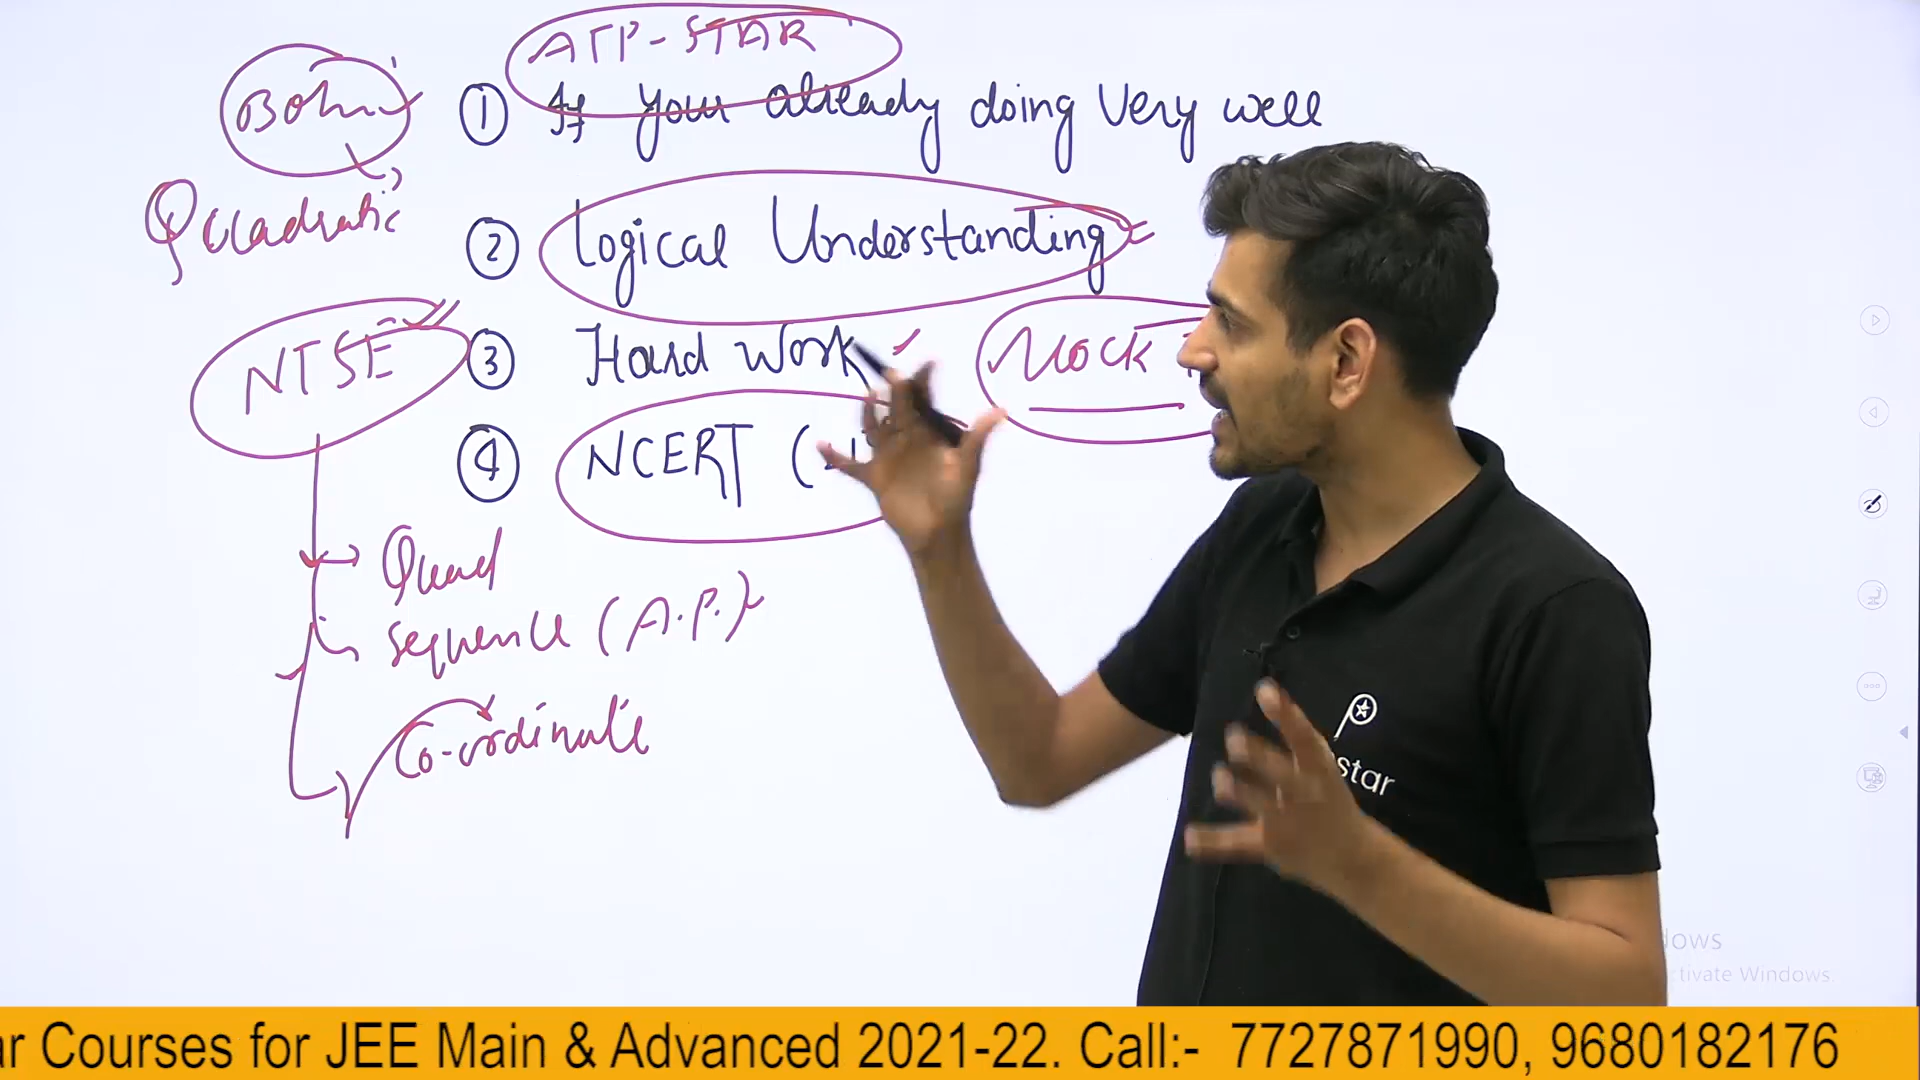 ATP-STAR
① If your already doing Very well
Quadratic
② Logical Understanding
NTSE
③ Hard Work
Mock
④ NCERT (
Quad
Sequence (A.P.)
Co-ordinate
star
Courses for JEE Main & Advanced 2021-22. Call:- 7727871990, 9680182176
Windows.